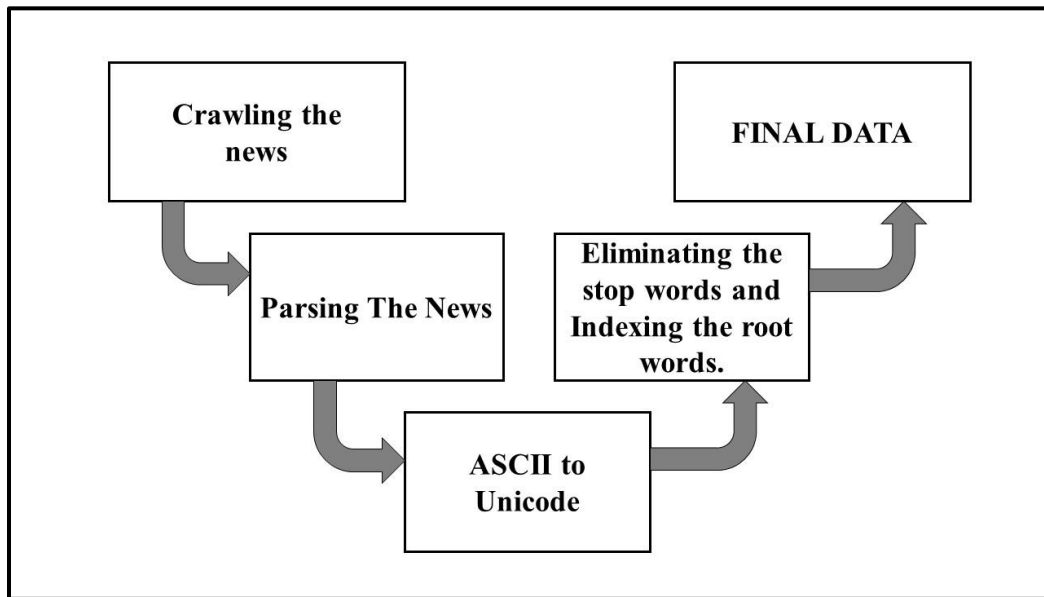 Crawling the
news
Parsing The News
ASCII to
Unicode
Eliminating the
stop words and
Indexing the root
words.
FINAL DATA